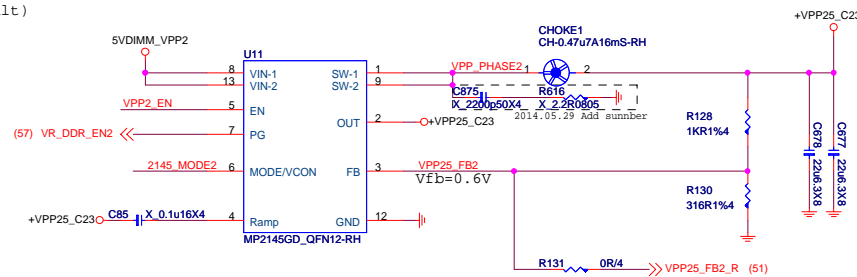 lt)
+VPP25_C23
CHOKE1
CH-0.47u7A16mS-RH
5VDIMM_VPP2
U11
VPP_PHASE2
1
2
8
VIN-1
SW-1
1
13
VIN-2
SW-2
9
C875
R616
X_2200p50X4
X_2.2R0805
2014.05.29 Add sunnber
VPP2_EN
5
EN
(57)
VR_DDR_EN2
7
PG
OUT
2
+VPP25_C23
R128
1KR1%4
C678
22u6.3X8
C677
22u6.3X8
2145_MODE2
6
MODE/VCON
FB
3
VPP25_FB2
Vfb=0.6V
R130
316R1%4
+VPP25_C23
C85
X_0.1u16X4
4
Ramp
GND
12
MP2145GD_QFN12-RH
R131
0R/4
VPP25_FB2_R
(51)